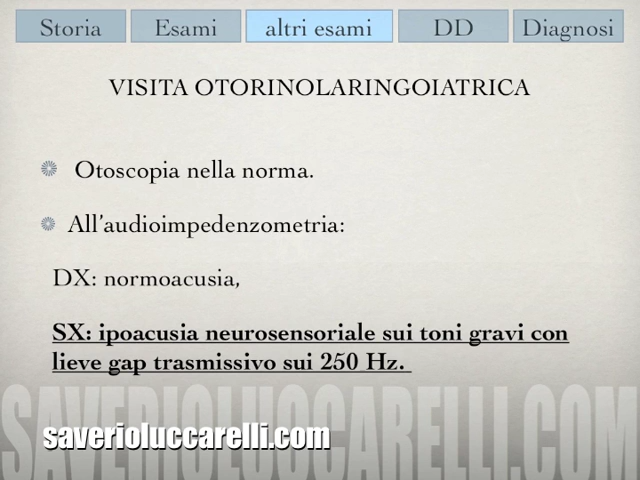 Storia Esami altri esami DD Diagnosi
VISITA OTORINOLARINGOIATRICA
Otoscopia nella norma.
All'audioimpedenzometria:
DX: normoacusia,
SX: ipoacusia neurosensoriale sui toni gravi con
lieve gap trasmissivo sui 250 Hz.
SAVERIOLUCCARELLI.COM
saverioluccarelli.com